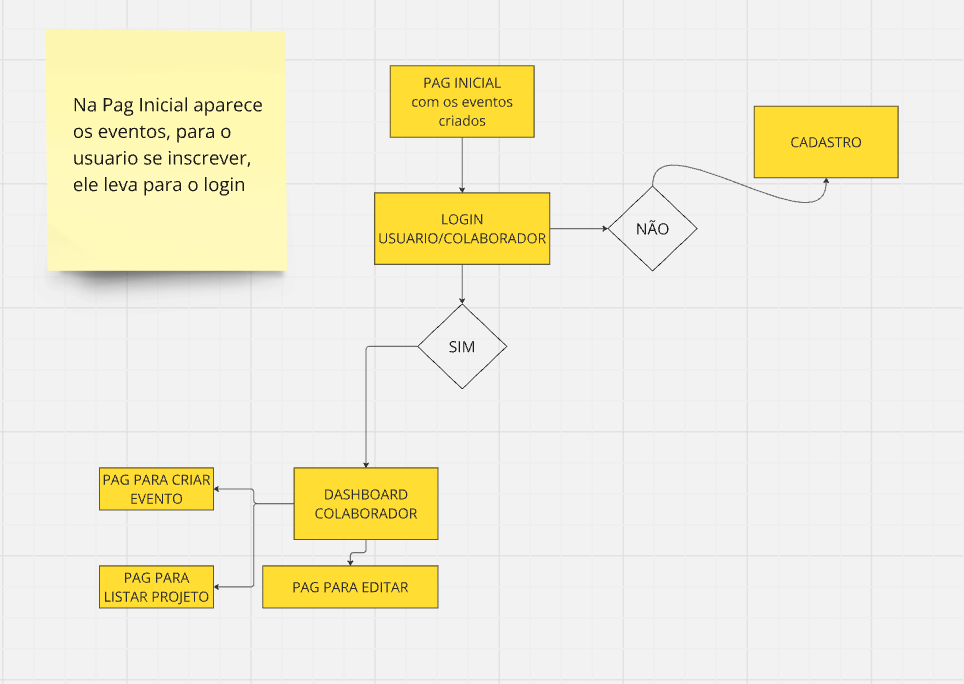 Na Pag Inicial aparece
os eventos, para o
usuario se inscrever,
ele leva para o login
PAG INICIAL
com os eventos
criados
CADASTRO
LOGIN
USUARIO/COLABORADOR
NÃO
SIM
PAG PARA CRIAR
EVENTO
DASHBOARD
COLABORADOR
PAG PARA
LISTAR PROJETO
PAG PARA EDITAR